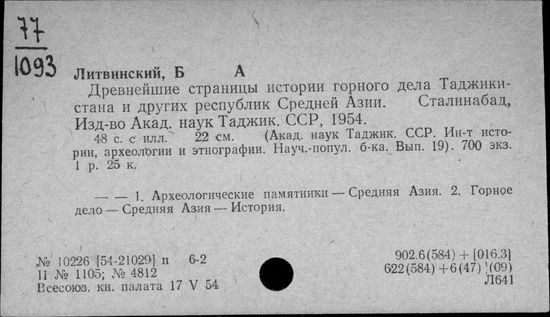 77
1093
Литвинский, Б А
Древнейшие страницы истории горного дела Таджики-
стана и других республик Средней Азии. Сталинабад,
Изд-во Акад. наук Таджик. ССР, 1954.
48 с. с илл. 22 см. (Акад. наук Таджик. ССР. Ин-т исто-
рии, археологии и этнографии. Науч.-попул. б-ка. Вып. 19). 700 экз.
1 р. 25 к.
— — 1. Археологические памятники — Средняя Азия. 2. Горное
дело — Средняя Азия — История.
№ 10226 [54-21029] п 6-2
П № 1105; № 4812
Всесоюз. кн. палата 17 V 54
902.6(584) + [016.3]
622(584) + 6(47) (09)
Л641